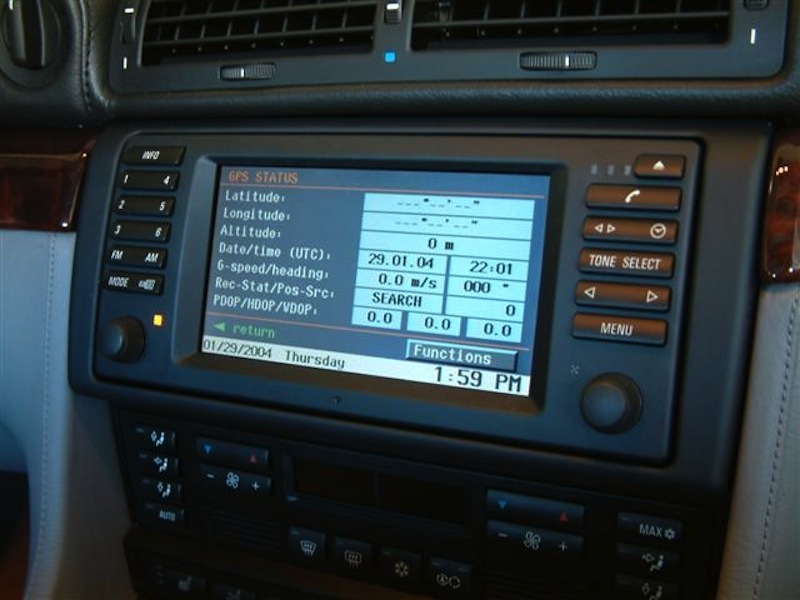 INFO
1 4
2 5
3 6
FM AM
MODE
GPS STATUS
Latitude: ---°--'--"
Longitude: ---°--'--"
Altitude: 0 m
Date/time (UTC): 29.01.04 22:01
G-speed/heading: 0.0 m/s 000 °
Rec-Stat/Pos-Src: SEARCH 0
PDOP/HDOP/VDOP: 0.0 0.0 0.0
◄ return
Functions
01/29/2004 Thursday 1:59 PM
TONE SELECT
MENU
AUTO
MAX